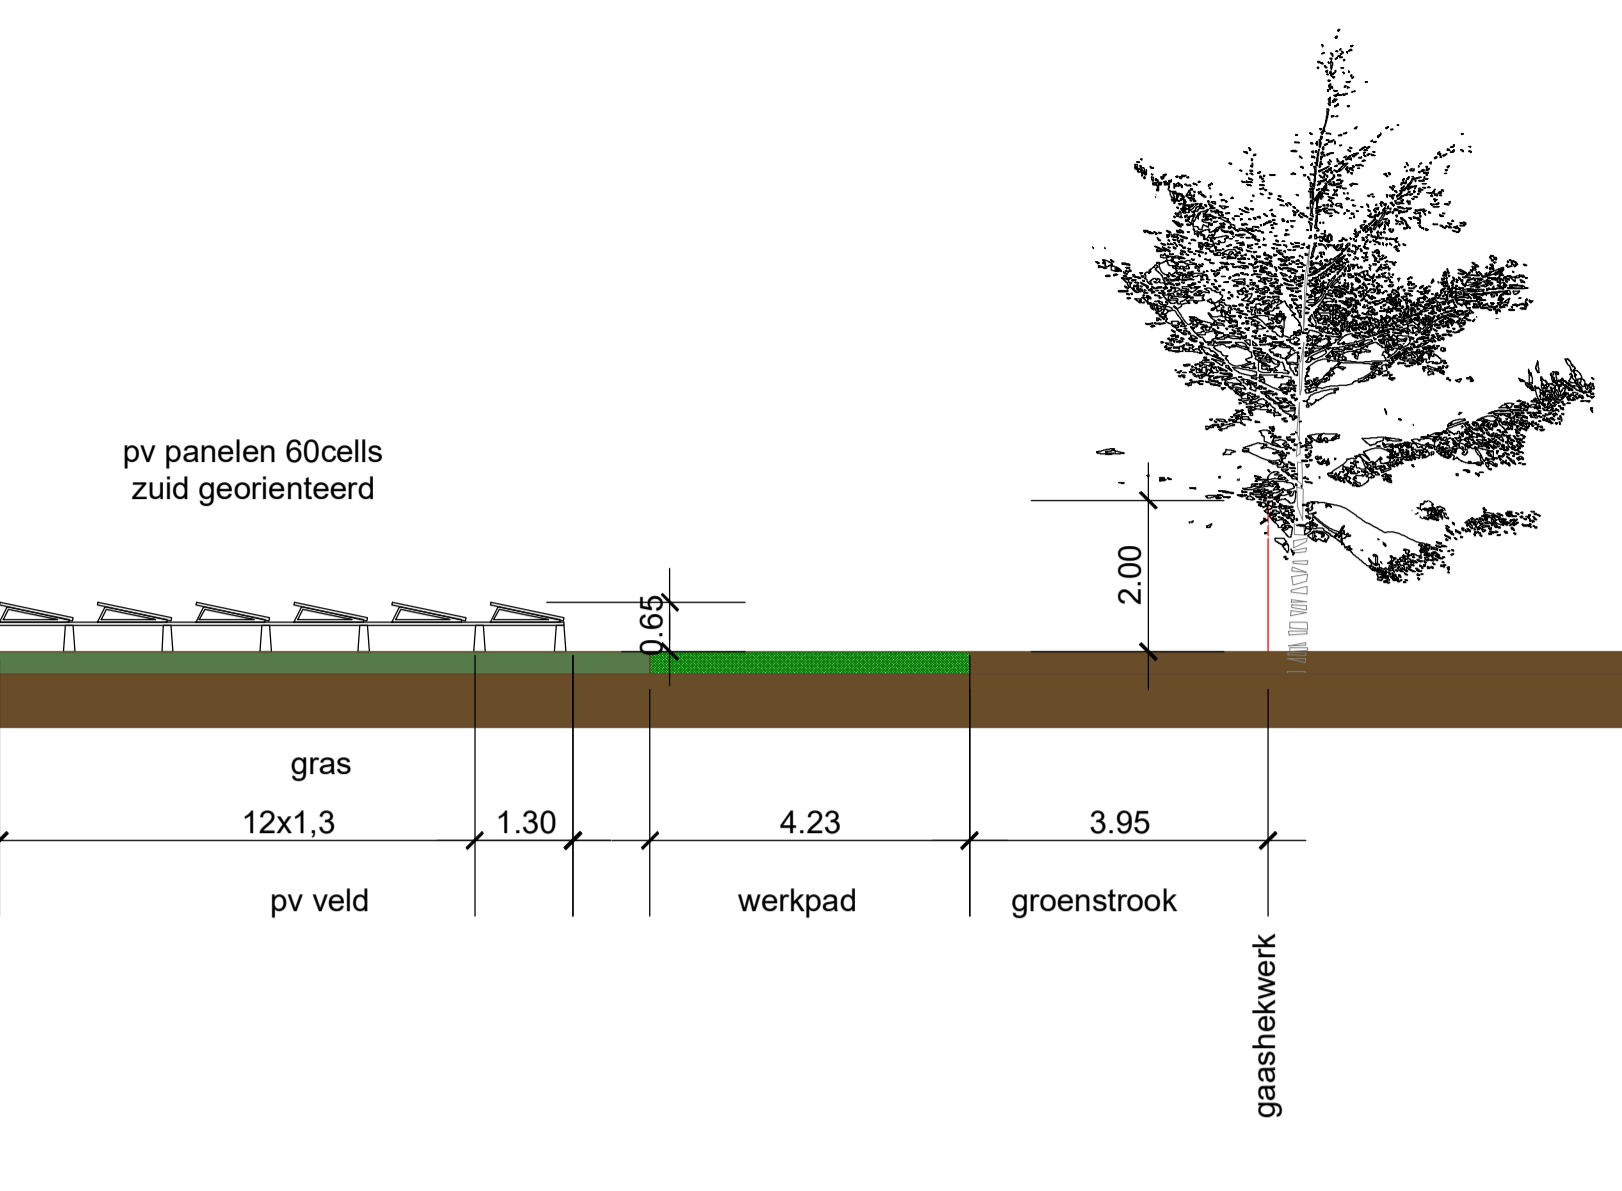 pv panelen 60cells
zuid georienteerd
0.65
2.00
gras
12x1,3
1.30
4.23
3.95
pv veld
werkpad
groenstrook
gaashekwerk